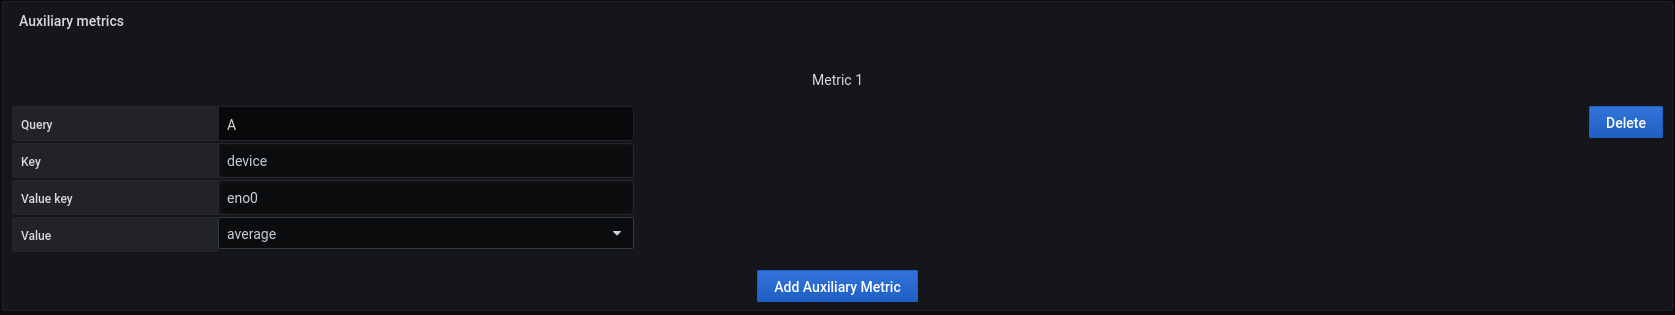 Auxiliary metrics
Metric 1
Query A
Delete
Key device
Value key eno0
Value average
Add Auxiliary Metric